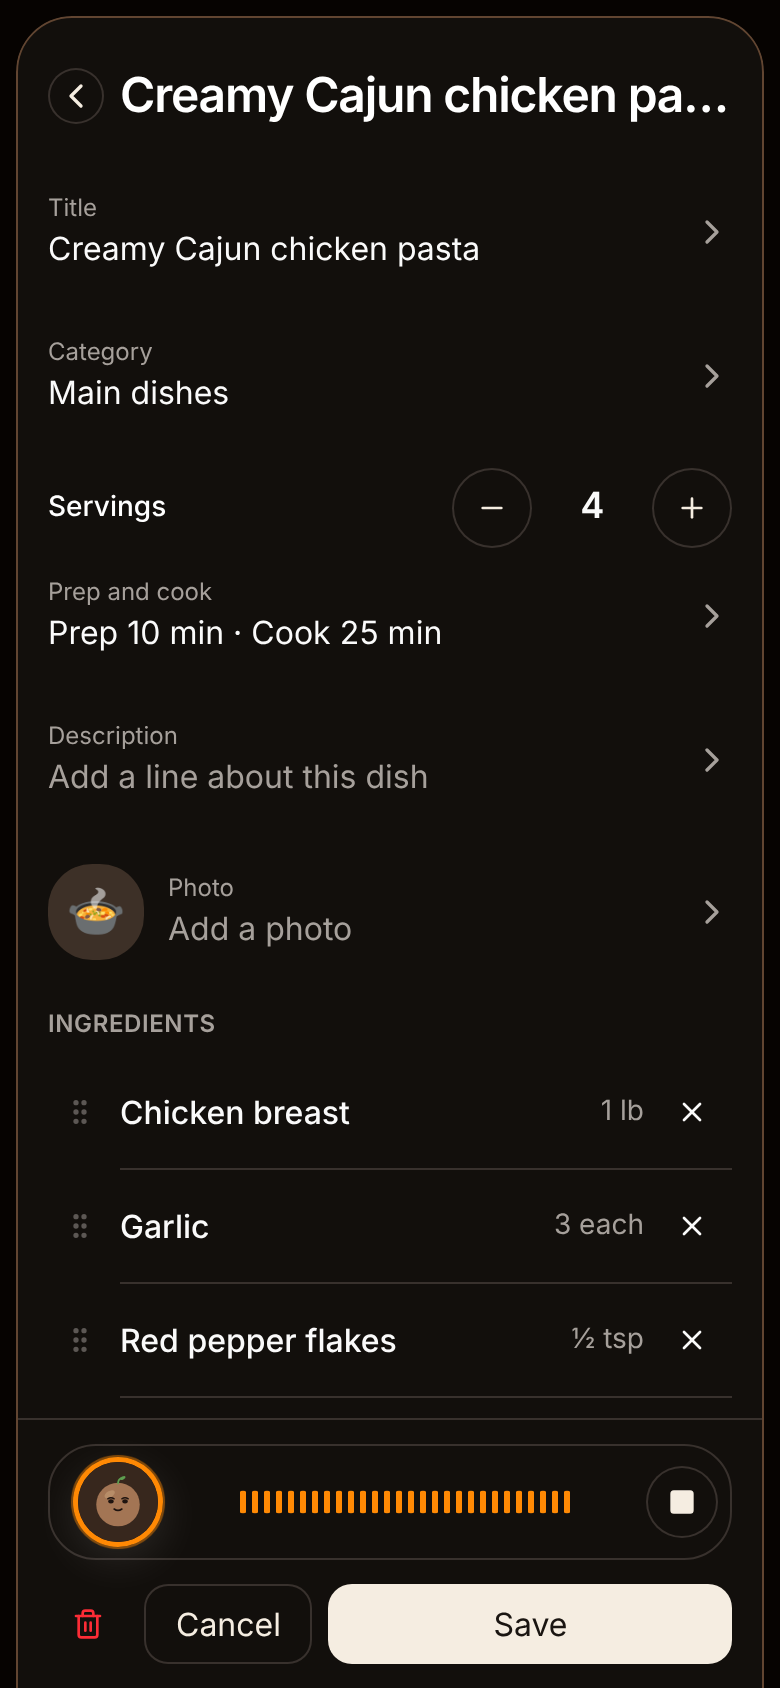 Creamy Cajun chicken pa...
Title
Creamy Cajun chicken pasta
Category
Main dishes
Servings
4
Prep and cook
Prep 10 min · Cook 25 min
Description
Add a line about this dish
Photo
Add a photo
INGREDIENTS
Chicken breast 1 lb
Garlic 3 each
Red pepper flakes ½ tsp
Cancel Save